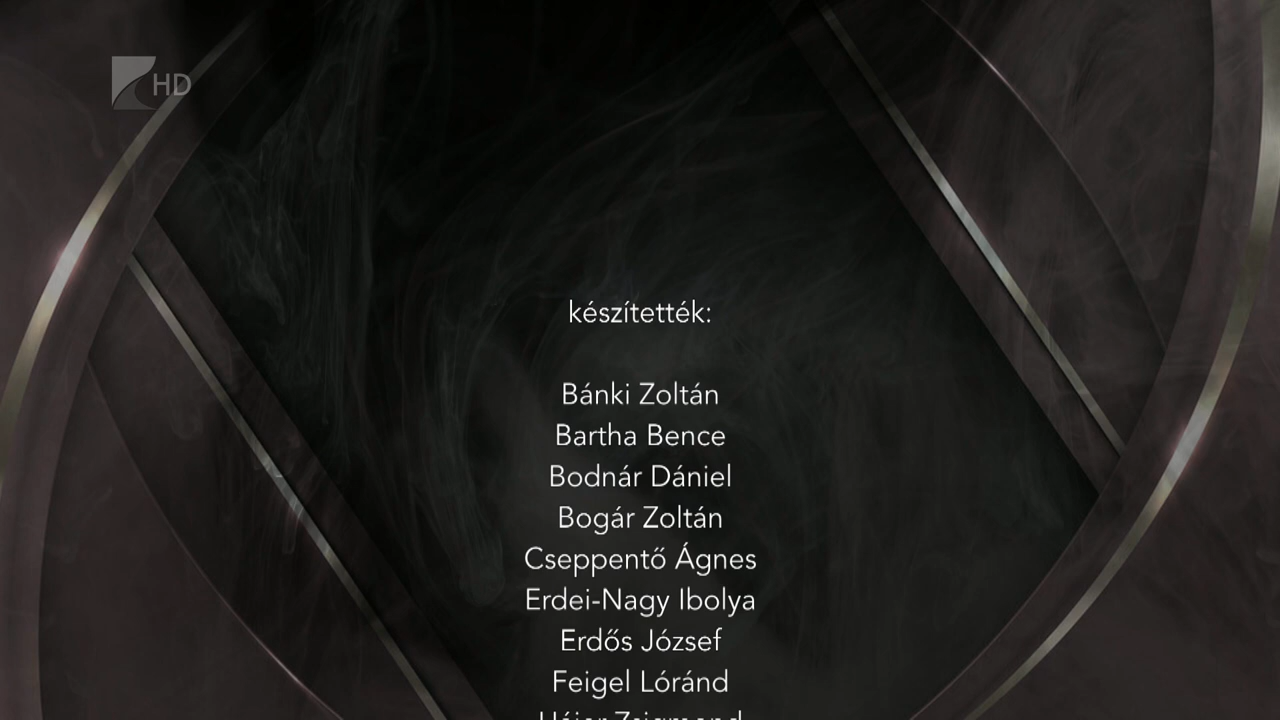 HD
készítették:
Bánki Zoltán
Bartha Bence
Bodnár Dániel
Bogár Zoltán
Cseppentő Ágnes
Erdei-Nagy Ibolya
Erdős József
Feigel Lóránd